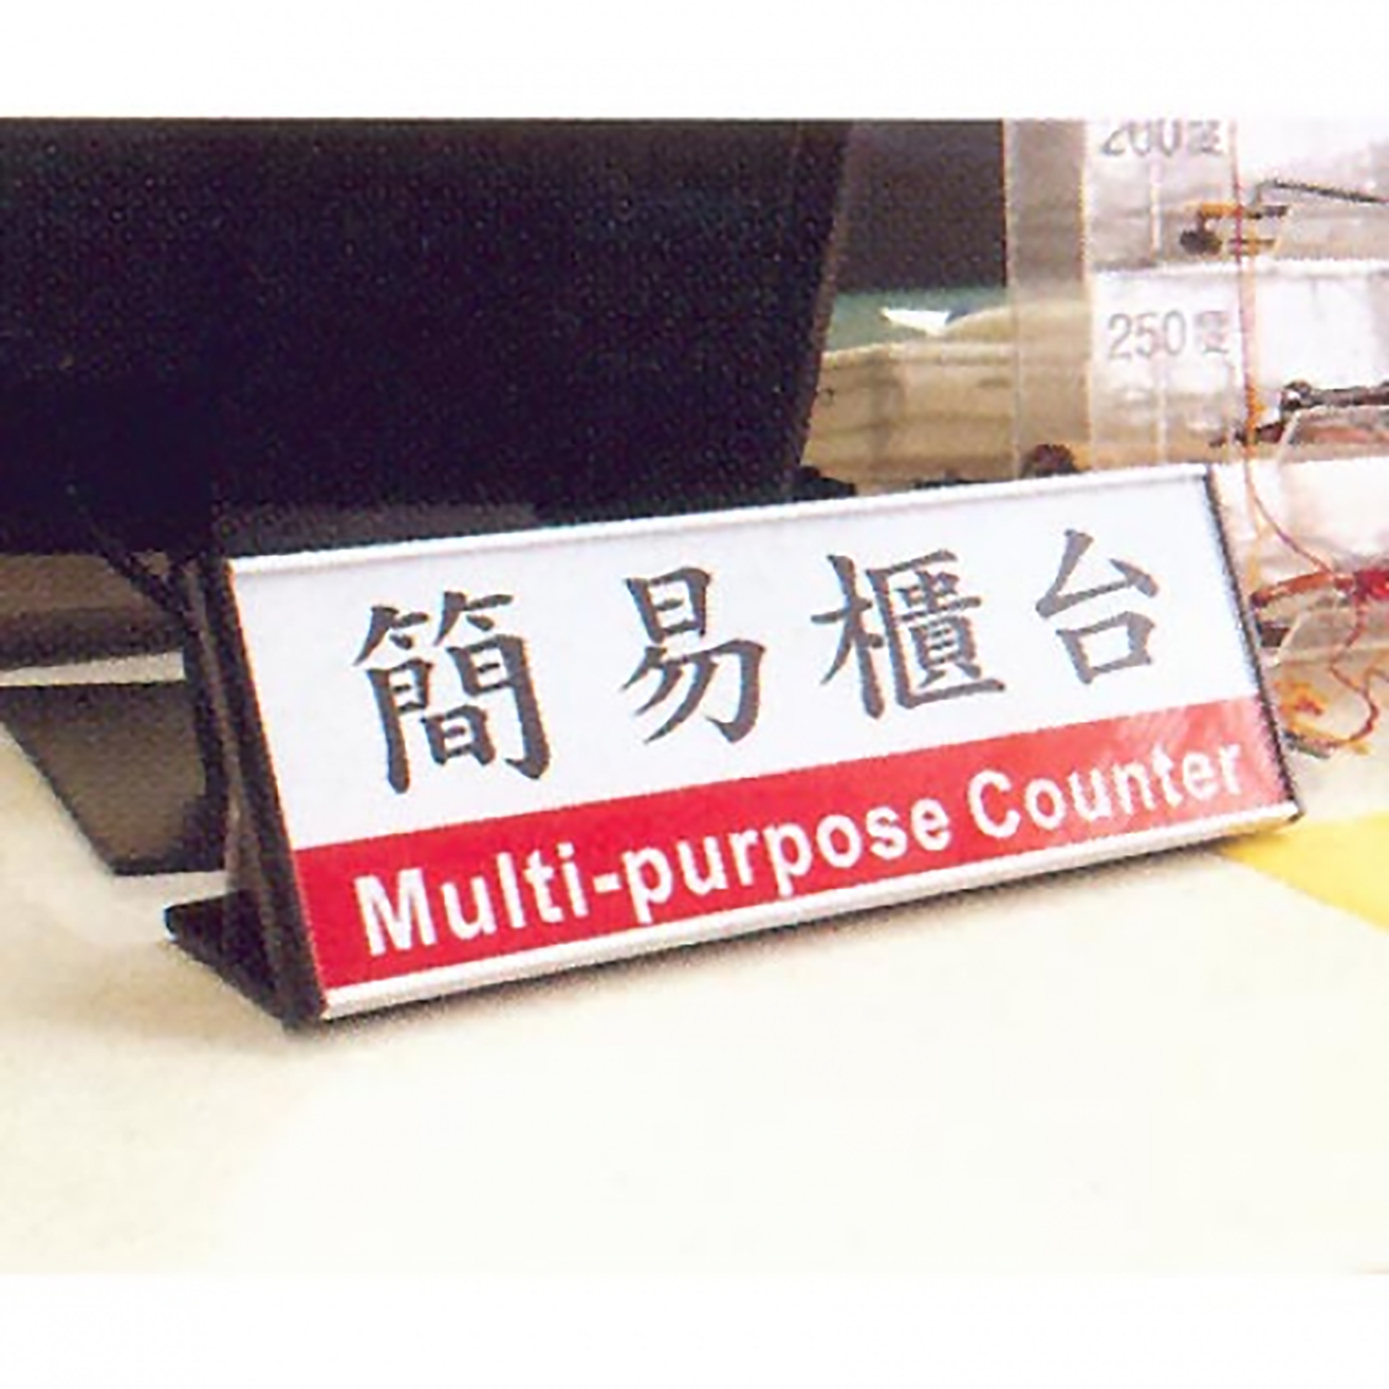 簡易櫃台
Multi-purpose Counter
250